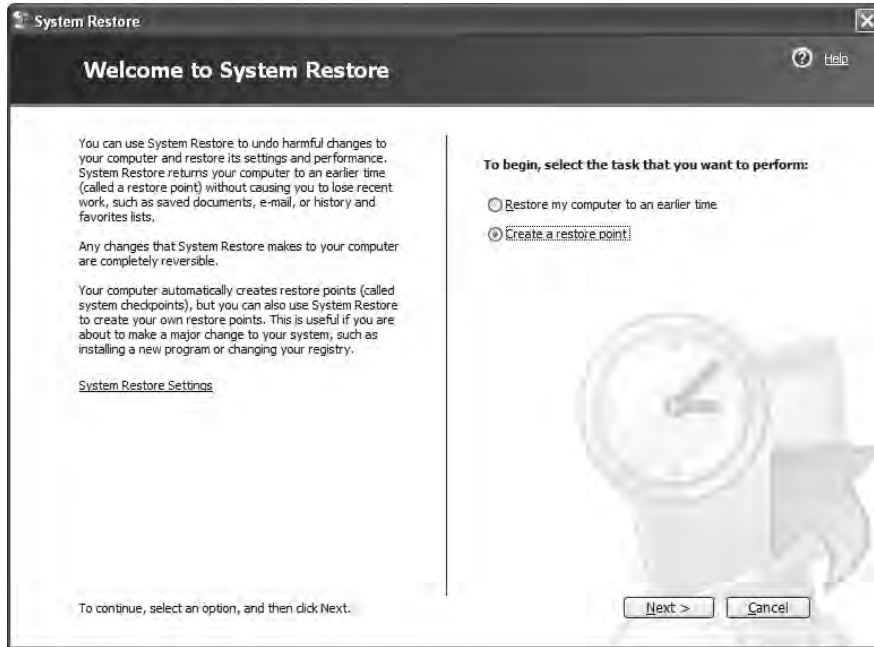 System Restore
Welcome to System Restore
Help
You can use System Restore to undo harmful changes to
your computer and restore its settings and performance.
System Restore returns your computer to an earlier time
(called a restore point) without causing you to lose recent
work, such as saved documents, e-mail, or history and
favorites lists.
Any changes that System Restore makes to your computer
are completely reversible.
Your computer automatically creates restore points (called
system checkpoints), but you can also use System Restore
to create your own restore points. This is useful if you are
about to make a major change to your system, such as
installing a new program or changing your registry.
System Restore Settings
To begin, select the task that you want to perform:
Restore my computer to an earlier time
Create a restore point
To continue, select an option, and then click Next.
Next >
Cancel